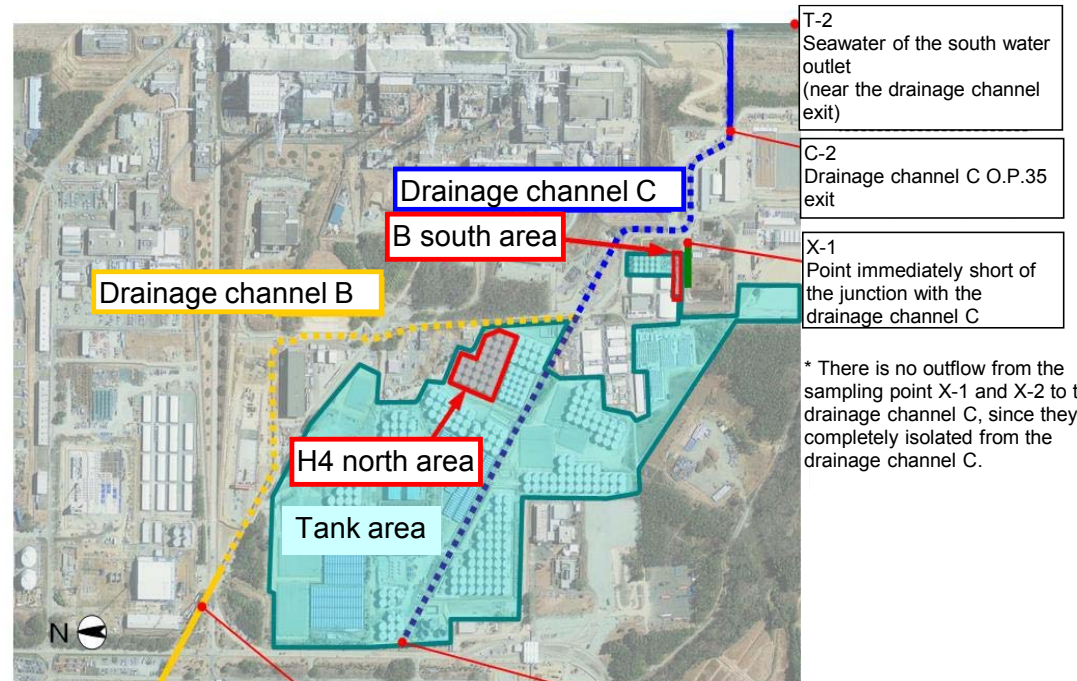 T-2
Seawater of the south water
outlet
(near the drainage channel
exit)
C-2
Drainage channel C O.P.35
exit
X-1
Point immediately short of
the junction with the
drainage channel C
* There is no outflow from the
sampling point X-1 and X-2 to t
drainage channel C, since they
completely isolated from the
drainage channel C.
Drainage channel C
B south area
Drainage channel B
H4 north area
Tank area
N